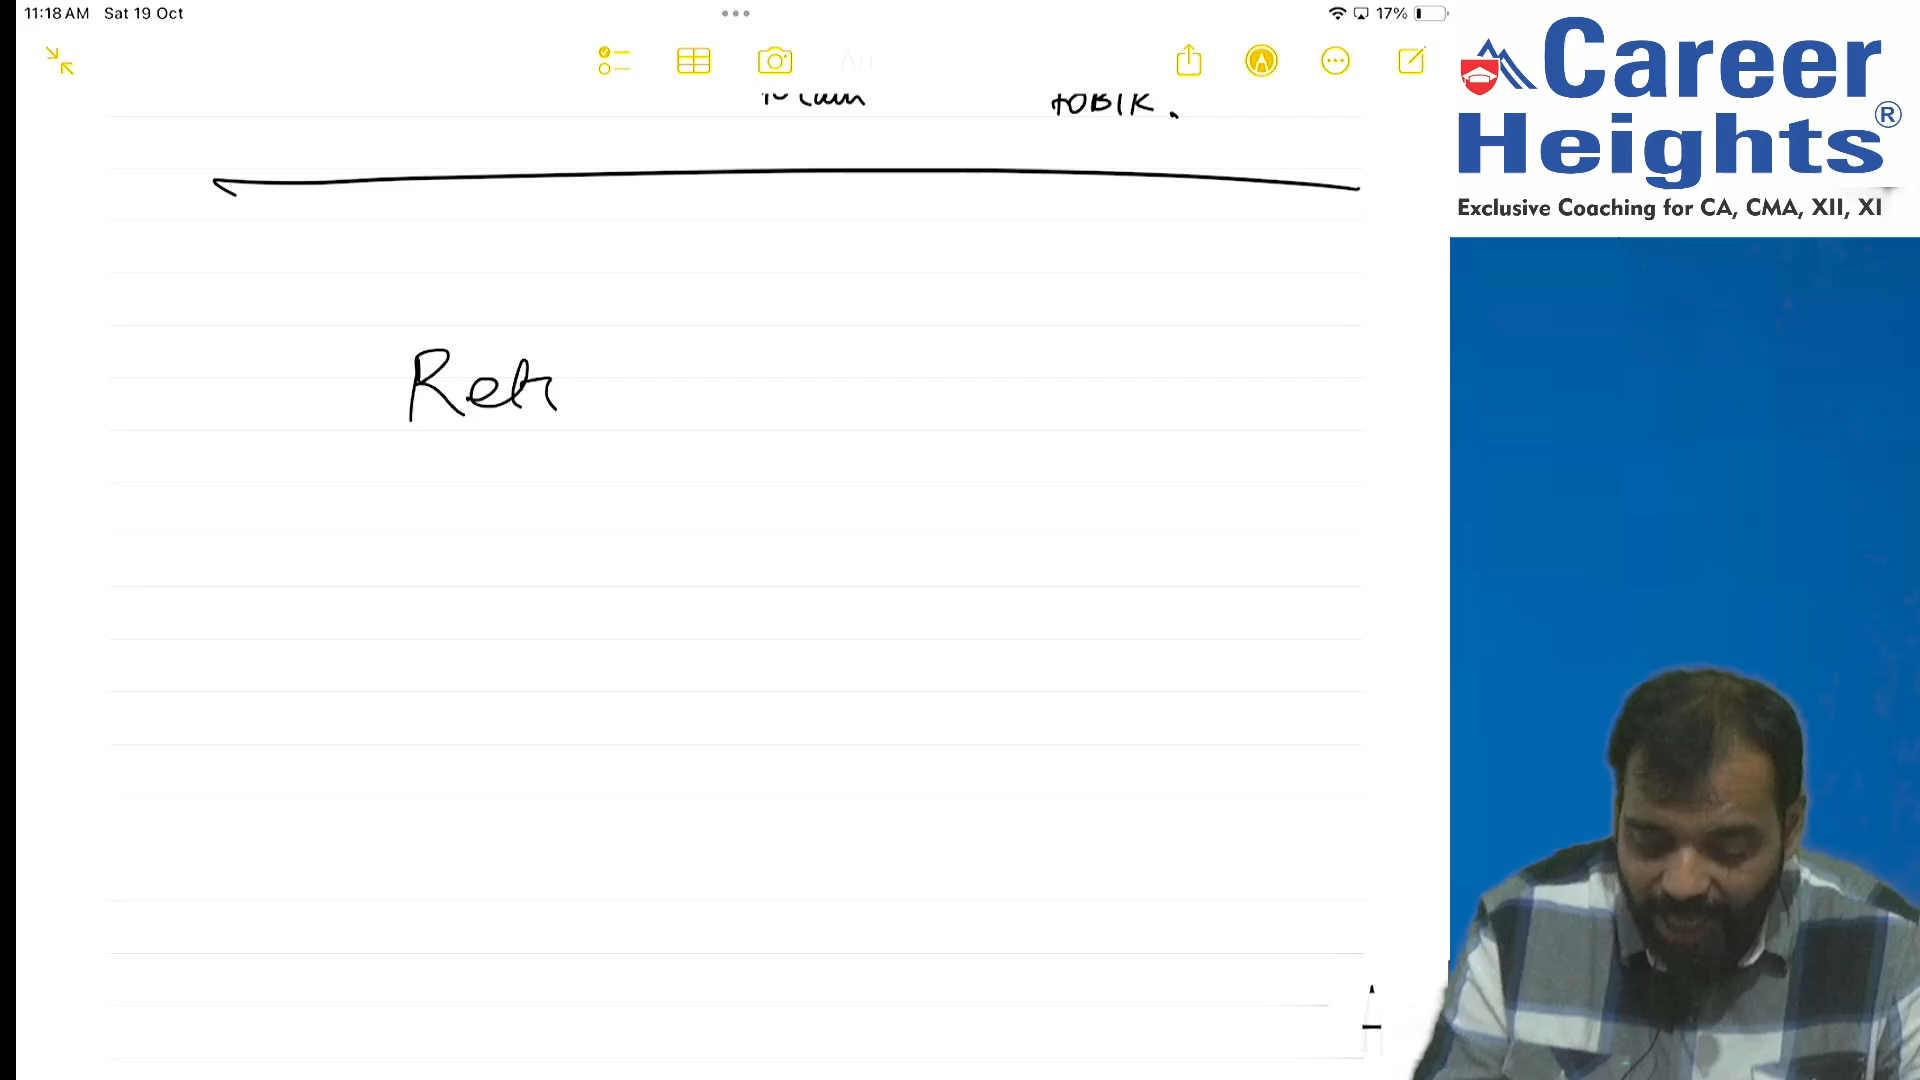 11:18 AM Sat 19 Oct
17%
Career
Heights®
Exclusive Coaching for CA, CMA, XII, XI
Ret